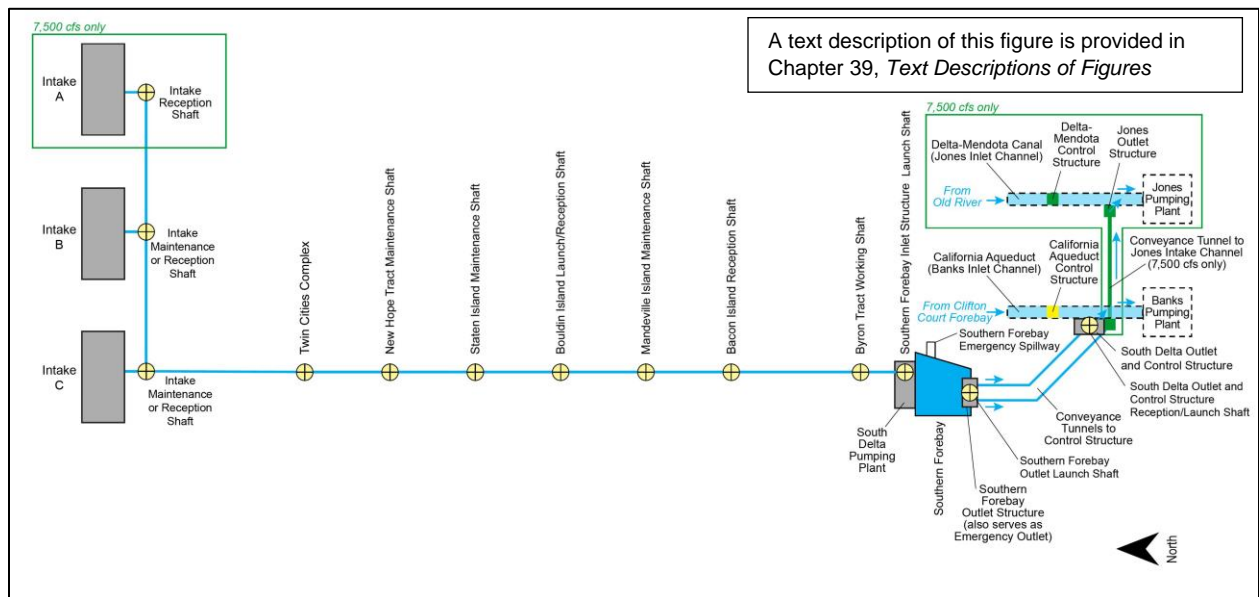 7,500 cfs only
Intake
A
Intake
Reception
Shaft
Intake
B
Intake
Maintenance
or Reception
Shaft
Intake
C
Intake
Maintenance
or Reception
Shaft
Twin Cities Complex
New Hope Tract Maintenance Shaft
Staten Island Maintenance Shaft
Bouldin Island Launch/Reception Shaft
Mandeville Island Maintenance Shaft
Bacon Island Reception Shaft
Byron Tract Working Shaft
Southern Forebay Inlet Structure Launch Shaft
A text description of this figure is provided in
Chapter 39, Text Descriptions of Figures
7,500 cfs only
Delta-Mendota Canal
(Jones Inlet Channel)
Delta-
Mendota
Control
Structure
Jones
Outlet
Structure
From
Old River
Jones
Pumping
Plant
California Aqueduct
(Banks Inlet Channel)
California
Aqueduct
Control
Structure
Conveyance Tunnel to
Jones Intake Channel
(7,500 cfs only)
From Clifton
Court Forebay
Banks
Pumping
Plant
Southern Forebay
Emergency Spillway
South Delta Outlet
and Control Structure
South Delta Outlet and
Control Structure
Reception/Launch Shaft
Conveyance
Tunnels to
Control Structure
South
Delta
Pumping
Plant
Southern Forebay
Southern Forebay
Outlet Launch Shaft
Southern
Forebay
Outlet Structure
(also serves as
Emergency Outlet)
North